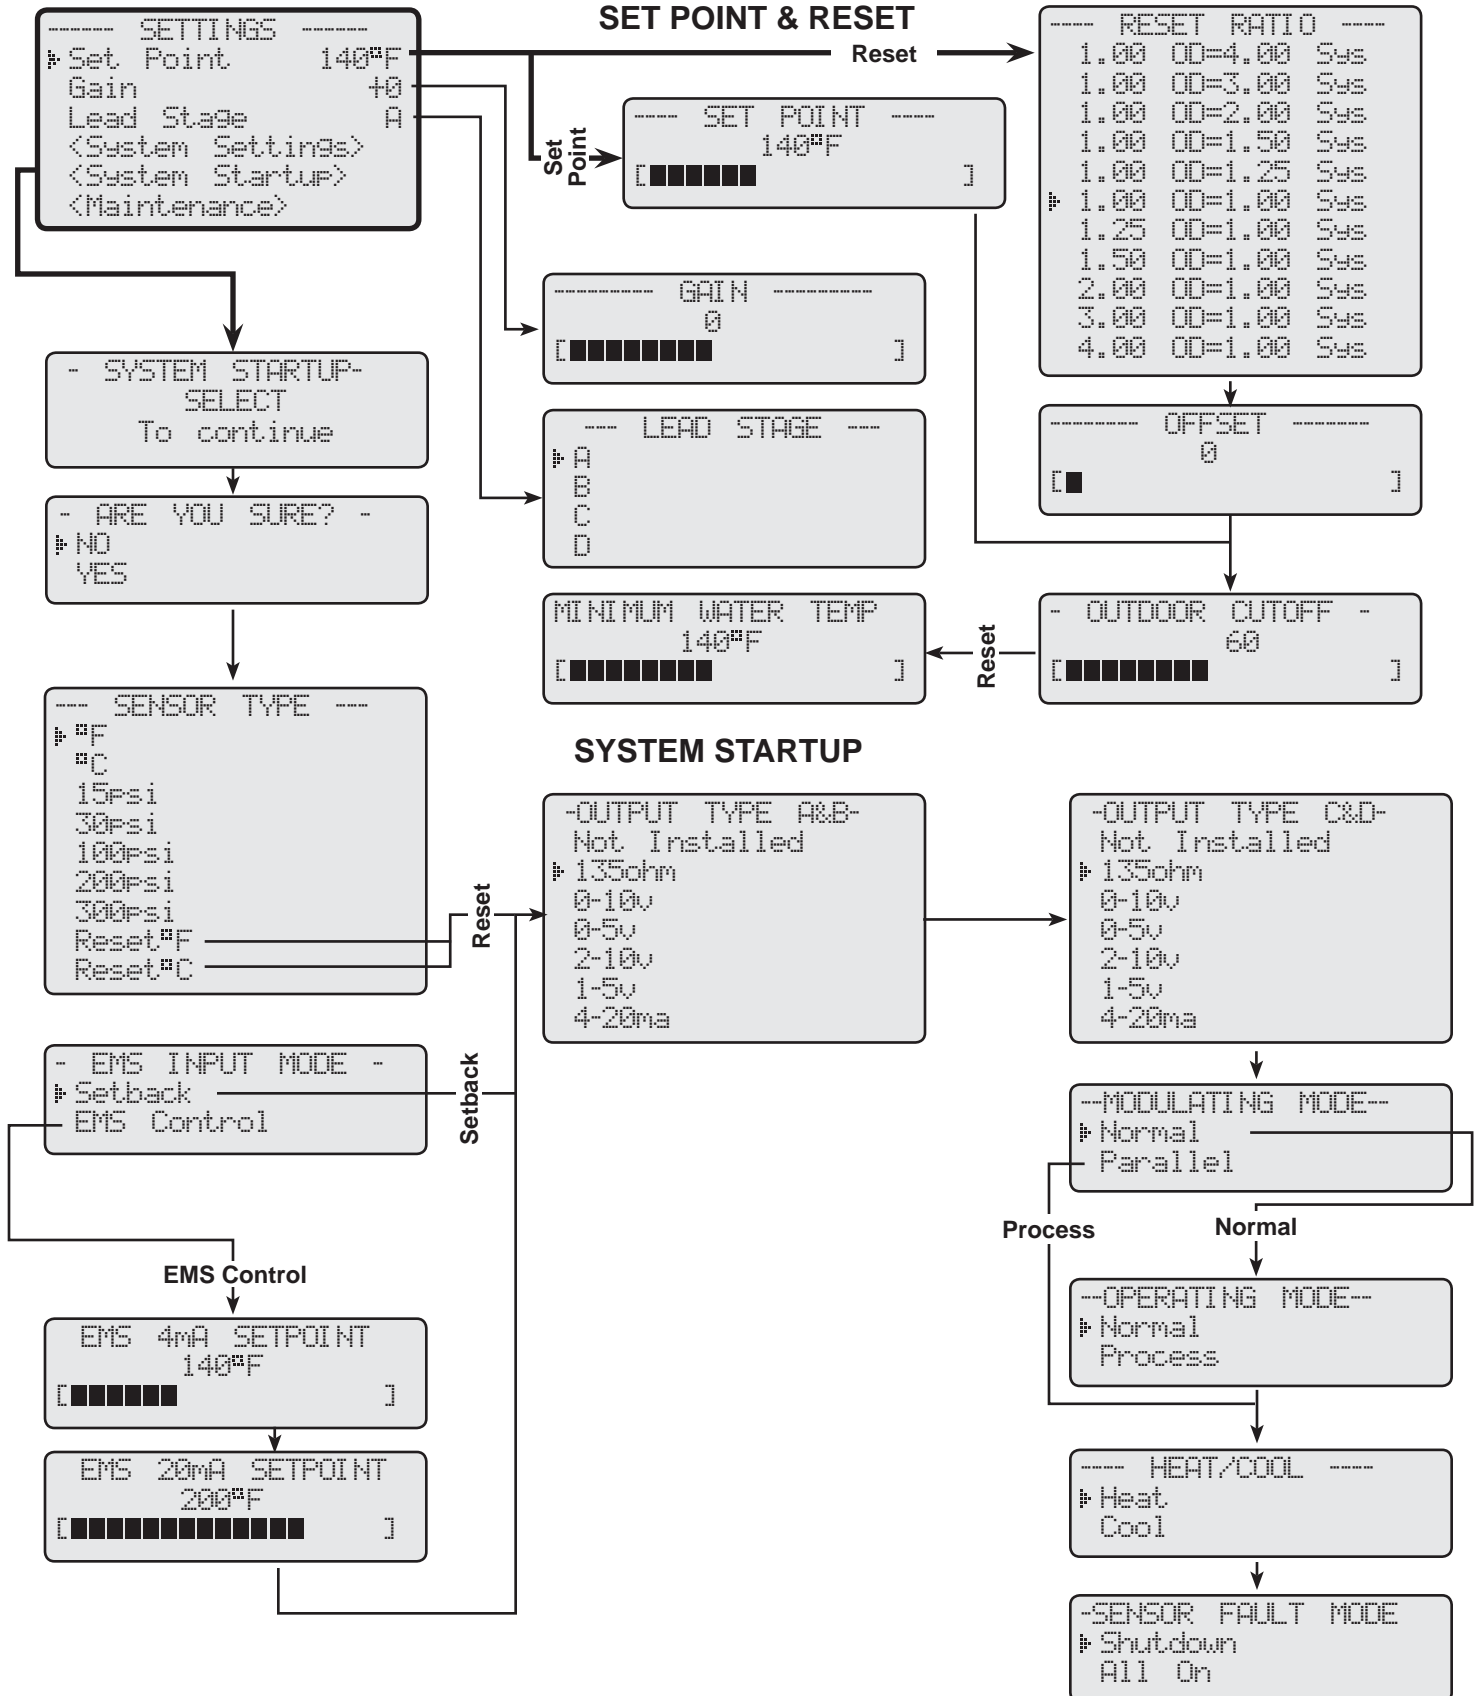 SET POINT & RESET
----- SETTINGS -----
Set Point 140°F
Gain +0
Lead Stage A
<System Settings>
<System Startup>
<Maintenance>
Reset
Set Point
---- SET POINT ----
140°F
[ ]
---- RESET RATIO ----
1.00 OD=4.00 Sys
1.00 OD=3.00 Sys
1.00 OD=2.00 Sys
1.00 OD=1.50 Sys
1.00 OD=1.25 Sys
1.00 OD=1.00 Sys
1.25 OD=1.00 Sys
1.50 OD=1.00 Sys
2.00 OD=1.00 Sys
3.00 OD=1.00 Sys
4.00 OD=1.00 Sys
--------- GAIN ---------
0
[ ]
--- LEAD STAGE ---
A
B
C
D
------- OFFSET ------
0
[ ]
- OUTDOOR CUTOFF -
60
[ ]
Reset
MINIMUM WATER TEMP
140°F
[ ]
- SYSTEM STARTUP-
SELECT
To continue
- ARE YOU SURE? -
NO
YES
SYSTEM STARTUP
--- SENSOR TYPE ---
°F
°C
15psi
30psi
100psi
200psi
300psi
Reset°F
Reset°C
Reset
- EMS INPUT MODE -
Setback
EMS Control
Setback
EMS Control
EMS 4mA SETPOINT
140°F
[ ]
EMS 20mA SETPOINT
200°F
[ ]
-OUTPUT TYPE A&B-
Not Installed
135ohm
0-10v
0-5v
2-10v
1-5v
4-20ma
-OUTPUT TYPE C&D-
Not Installed
135ohm
0-10v
0-5v
2-10v
1-5v
4-20ma
--MODULATING MODE--
Normal
Parallel
Process
Normal
--OPERATING MODE--
Normal
Process
---- HEAT/COOL ----
Heat
Cool
-SENSOR FAULT MODE
Shutdown
All On